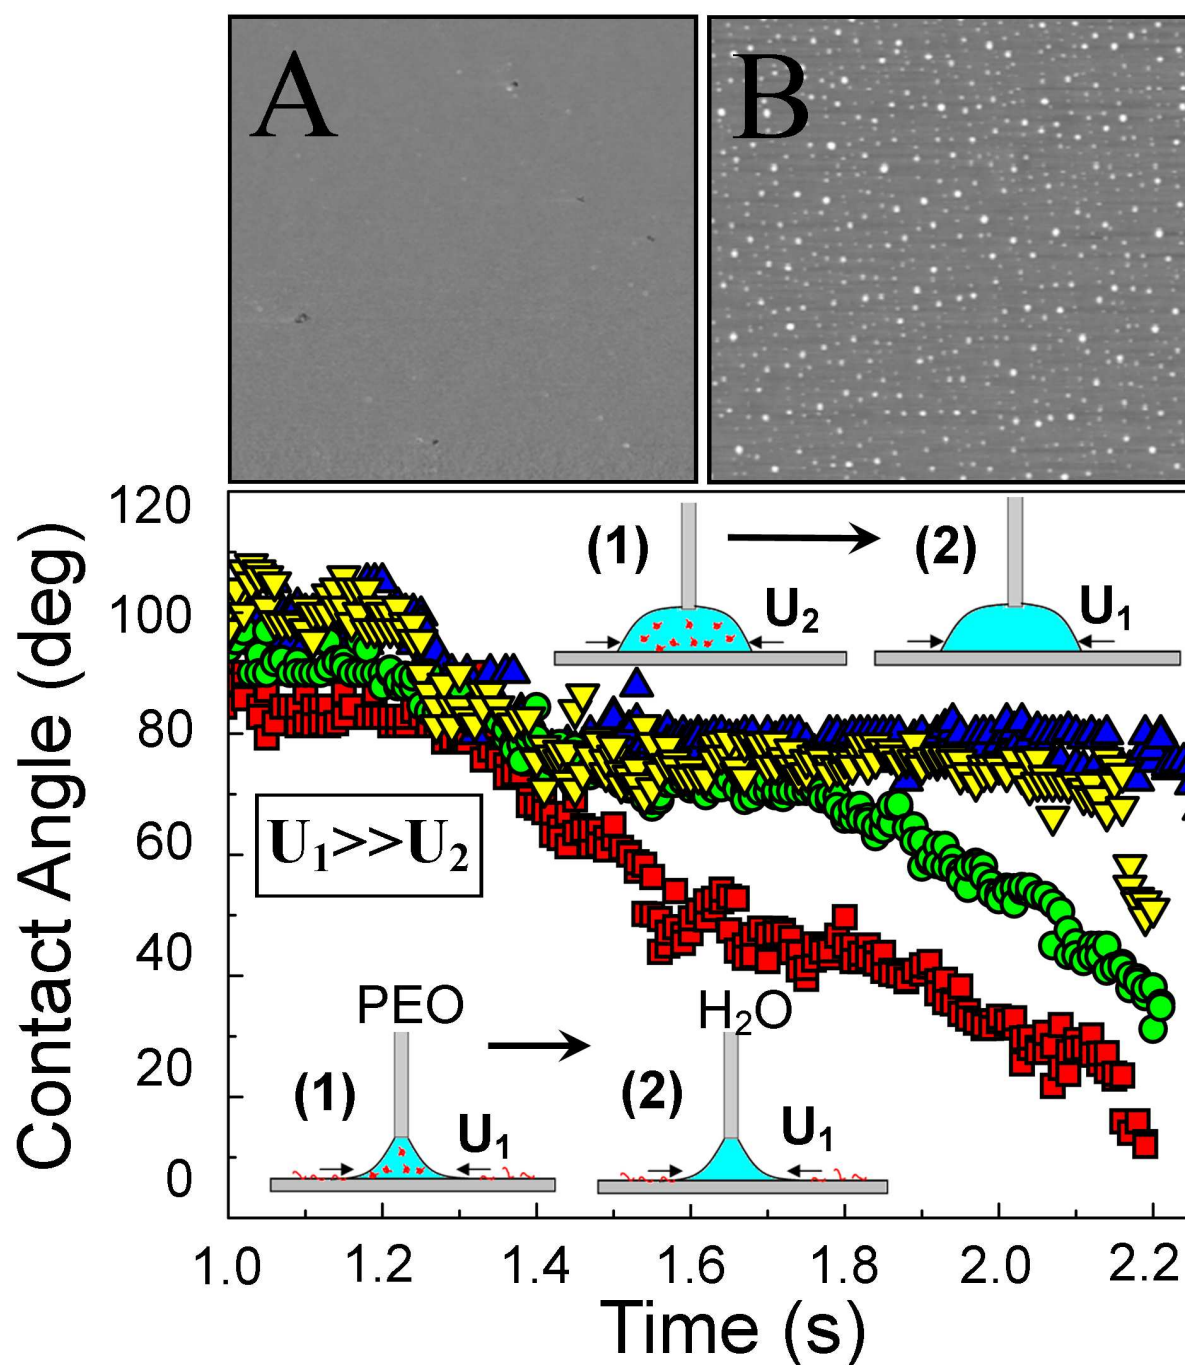 A
B
120
100
80
60
40
20
0
Contact Angle (deg)
(1)
(2)
U₂
U₁
U₁>>U₂
PEO
H₂O
(1)
(2)
U₁
U₁
1.0
1.2
1.4
1.6
1.8
2.0
2.2
Time (s)